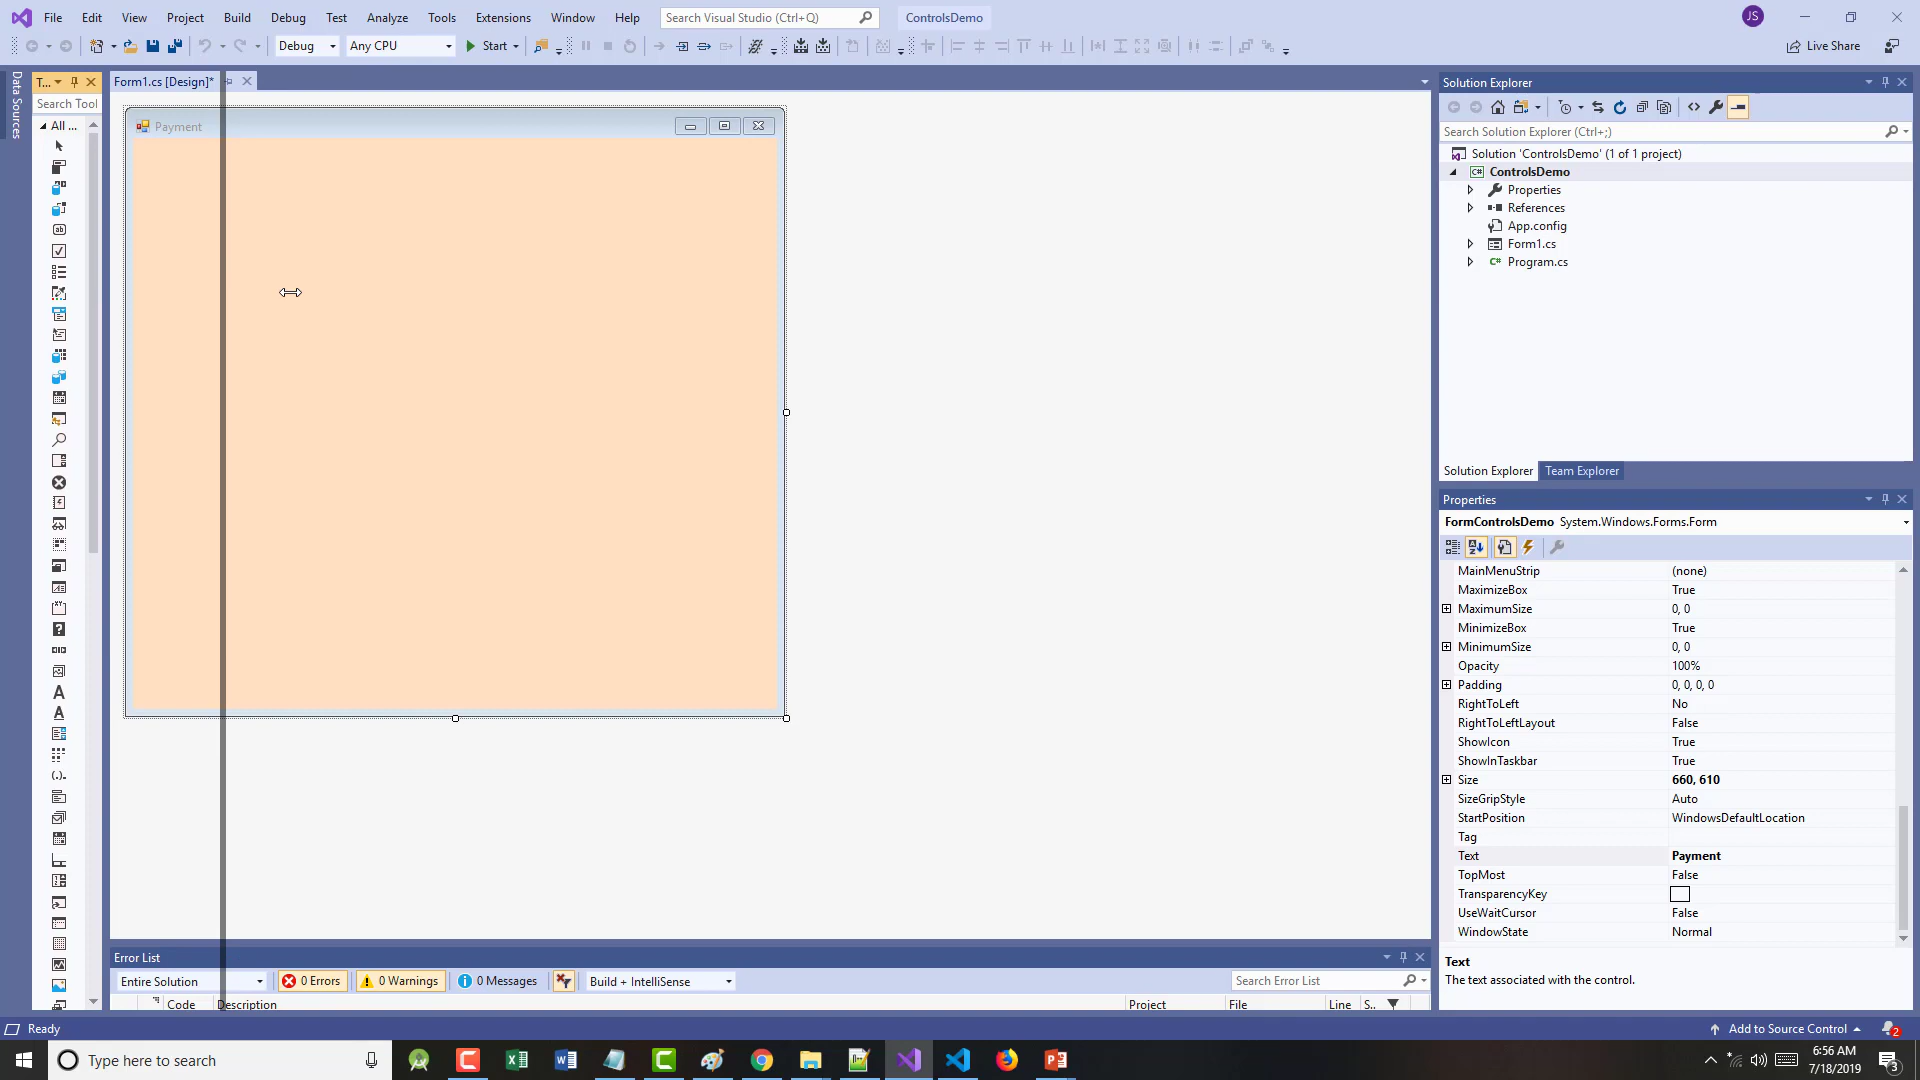 File Edit View Project Build Debug Test Analyze Tools Extensions Window Help Search Visual Studio (Ctrl+Q) ControlsDemo JS
Debug Any CPU Start Live Share
Data Sources
T...
Search Tool
All ...
Form1.cs [Design]*
Payment
Solution Explorer
Search Solution Explorer (Ctrl+;)
Solution 'ControlsDemo' (1 of 1 project)
ControlsDemo
Properties
References
App.config
Form1.cs
Program.cs
Solution Explorer Team Explorer
Properties
FormControlsDemo System.Windows.Forms.Form
MainMenuStrip (none)
MaximizeBox True
MaximumSize 0, 0
MinimizeBox True
MinimumSize 0, 0
Opacity 100%
Padding 0, 0, 0, 0
RightToLeft No
RightToLeftLayout False
ShowIcon True
ShowInTaskbar True
Size 660, 610
SizeGripStyle Auto
StartPosition WindowsDefaultLocation
Tag
Text Payment
TopMost False
TransparencyKey
UseWaitCursor False
WindowState Normal
Text
The text associated with the control.
Error List
Entire Solution 0 Errors 0 Warnings 0 Messages Build + IntelliSense Search Error List
Code Description Project File Line S..
Ready Add to Source Control 2
Type here to search
6:56 AM
7/18/2019
3